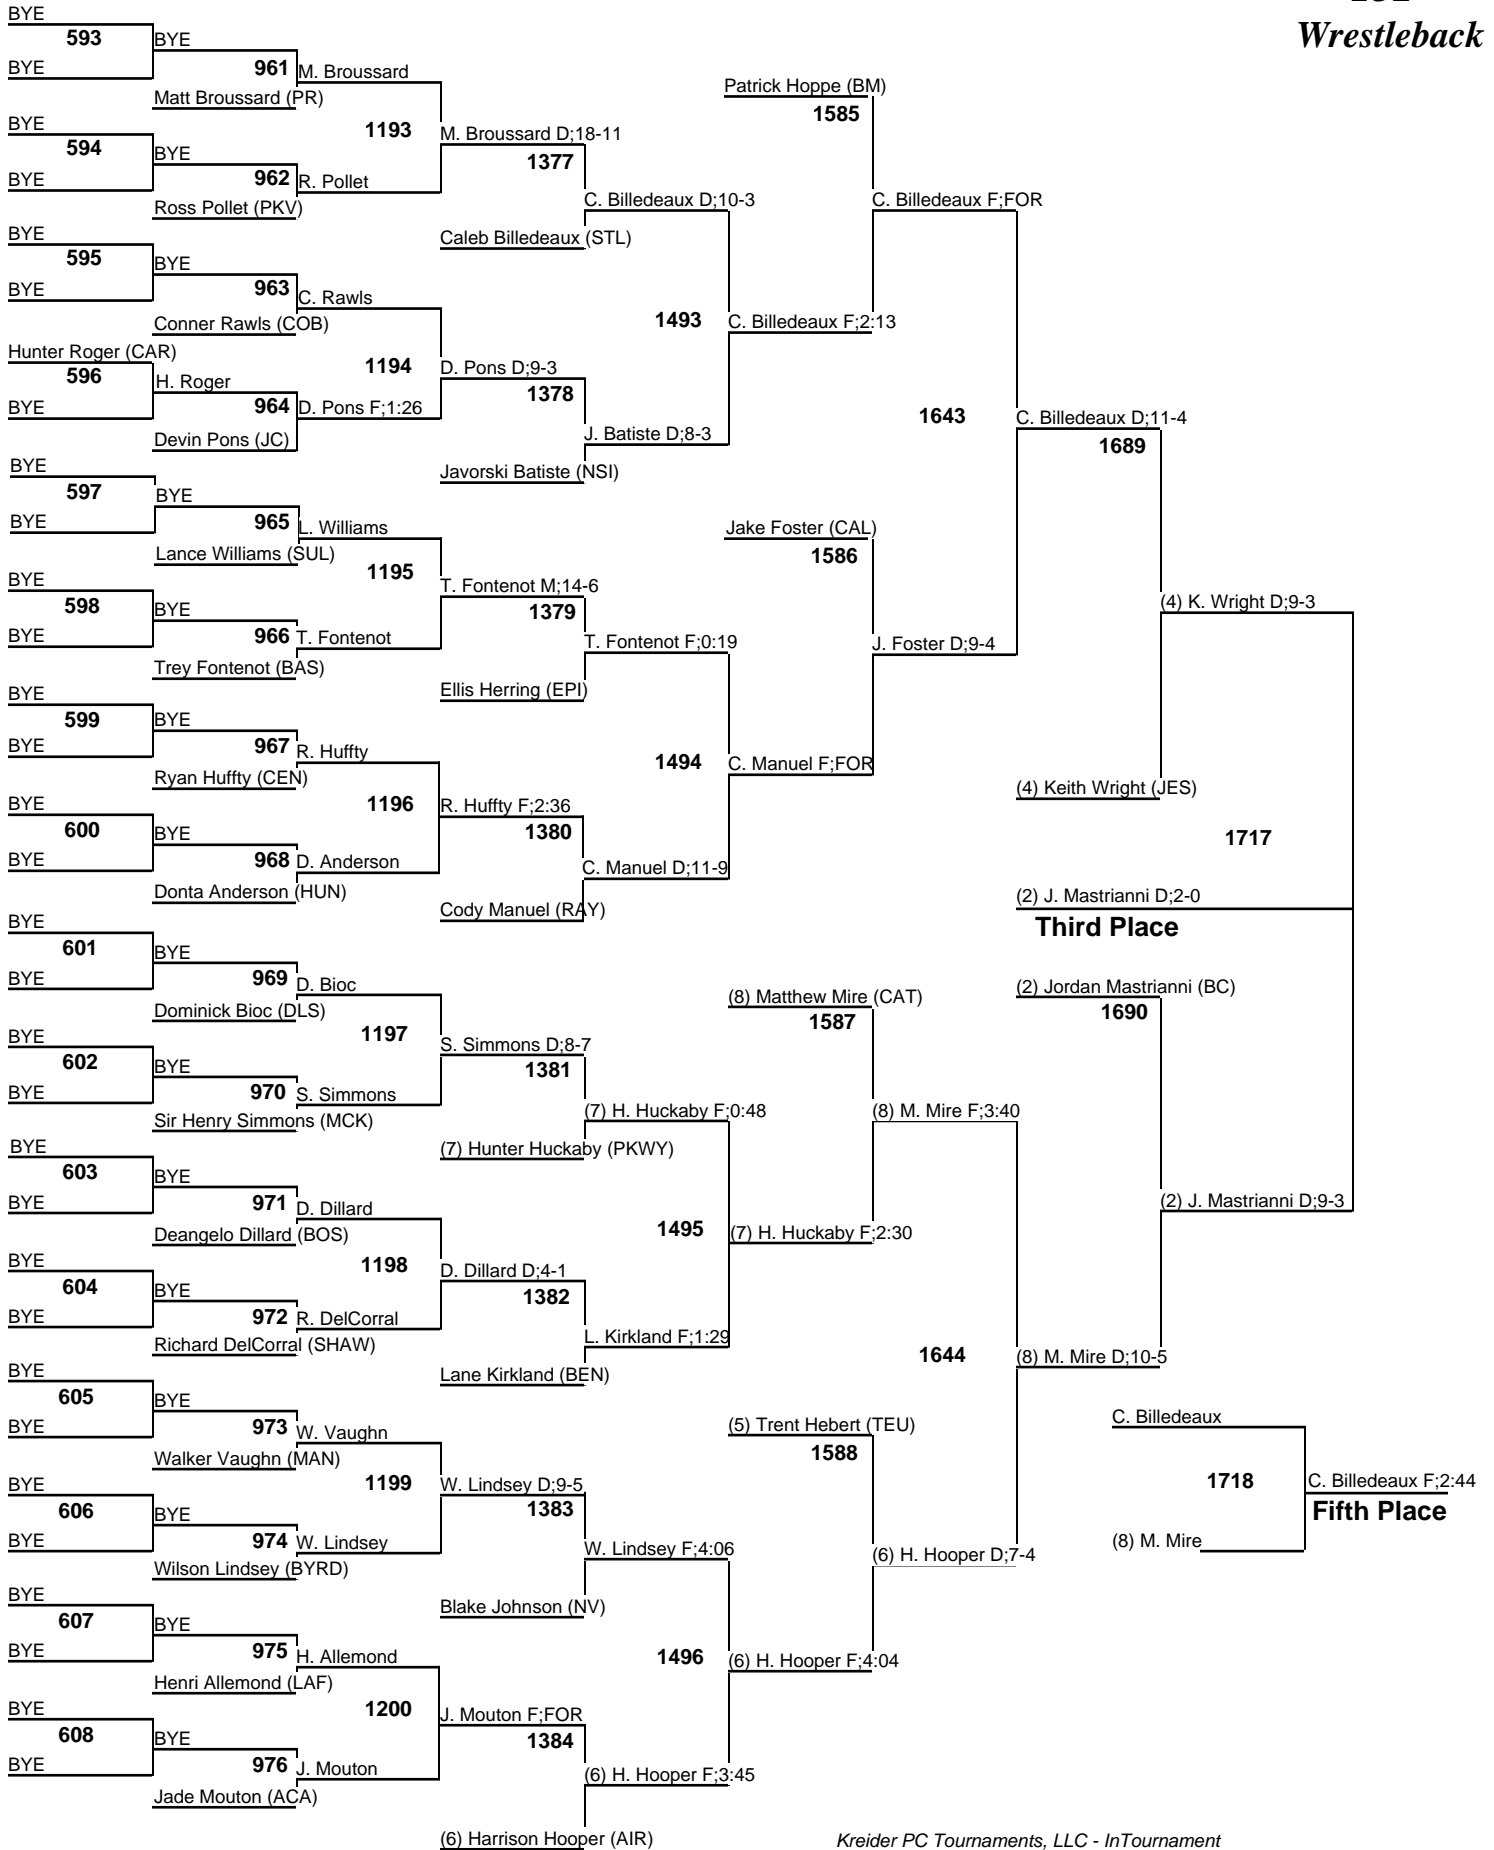 Wrestleback
BYE
593
BYE
BYE
961
M. Broussard
Matt Broussard (PR)
1193
M. Broussard D;18-11
BYE
594
BYE
BYE
962
R. Pollet
Ross Pollet (PKV)
1377
C. Billedeaux D;10-3
Caleb Billedeaux (STL)
Patrick Hoppe (BM)
1585
C. Billedeaux F;FOR
BYE
595
BYE
BYE
963
C. Rawls
Conner Rawls (COB)
1493
C. Billedeaux F;2:13
Hunter Roger (CAR)
596
H. Roger
BYE
964
D. Pons F;1:26
Devin Pons (JC)
1194
D. Pons D;9-3
1378
J. Batiste D;8-3
Javorski Batiste (NSI)
1643
C. Billedeaux D;11-4
1689
BYE
597
BYE
BYE
965
L. Williams
Lance Williams (SUL)
1195
T. Fontenot M;14-6
Jake Foster (CAL)
1586
BYE
598
BYE
BYE
966
T. Fontenot
Trey Fontenot (BAS)
1379
T. Fontenot F;0:19
Ellis Herring (EPI)
J. Foster D;9-4
(4) K. Wright D;9-3
BYE
599
BYE
BYE
967
R. Huffty
Ryan Huffty (CEN)
1494
C. Manuel F;FOR
(4) Keith Wright (JES)
BYE
600
BYE
BYE
968
D. Anderson
Donta Anderson (HUN)
1196
R. Huffty F;2:36
1380
C. Manuel D;11-9
Cody Manuel (RAY)
1717
(2) J. Mastrianni D;2-0
Third Place
BYE
601
BYE
BYE
969
D. Bioc
Dominick Bioc (DLS)
1197
S. Simmons D;8-7
(8) Matthew Mire (CAT)
1587
(2) Jordan Mastrianni (BC)
1690
BYE
602
BYE
BYE
970
S. Simmons
Sir Henry Simmons (MCK)
1381
(7) H. Huckaby F;0:48
(7) Hunter Huckaby (PKWY)
(8) M. Mire F;3:40
BYE
603
BYE
BYE
971
D. Dillard
Deangelo Dillard (BOS)
1495
(7) H. Huckaby F;2:30
(2) J. Mastrianni D;9-3
BYE
604
BYE
BYE
972
R. DelCorral
Richard DelCorral (SHAW)
1198
D. Dillard D;4-1
1382
L. Kirkland F;1:29
Lane Kirkland (BEN)
1644
(8) M. Mire D;10-5
BYE
605
BYE
BYE
973
W. Vaughn
Walker Vaughn (MAN)
1199
W. Lindsey D;9-5
(5) Trent Hebert (TEU)
1588
C. Billedeaux
1718
C. Billedeaux F;2:44
Fifth Place
(8) M. Mire
BYE
606
BYE
BYE
974
W. Lindsey
Wilson Lindsey (BYRD)
1383
W. Lindsey F;4:06
Blake Johnson (NV)
(6) H. Hooper D;7-4
BYE
607
BYE
BYE
975
H. Allemond
Henri Allemond (LAF)
1496
(6) H. Hooper F;4:04
BYE
608
BYE
BYE
976
J. Mouton
Jade Mouton (ACA)
1200
J. Mouton F;FOR
1384
(6) H. Hooper F;3:45
(6) Harrison Hooper (AIR)
Kreider PC Tournaments, LLC - InTournament